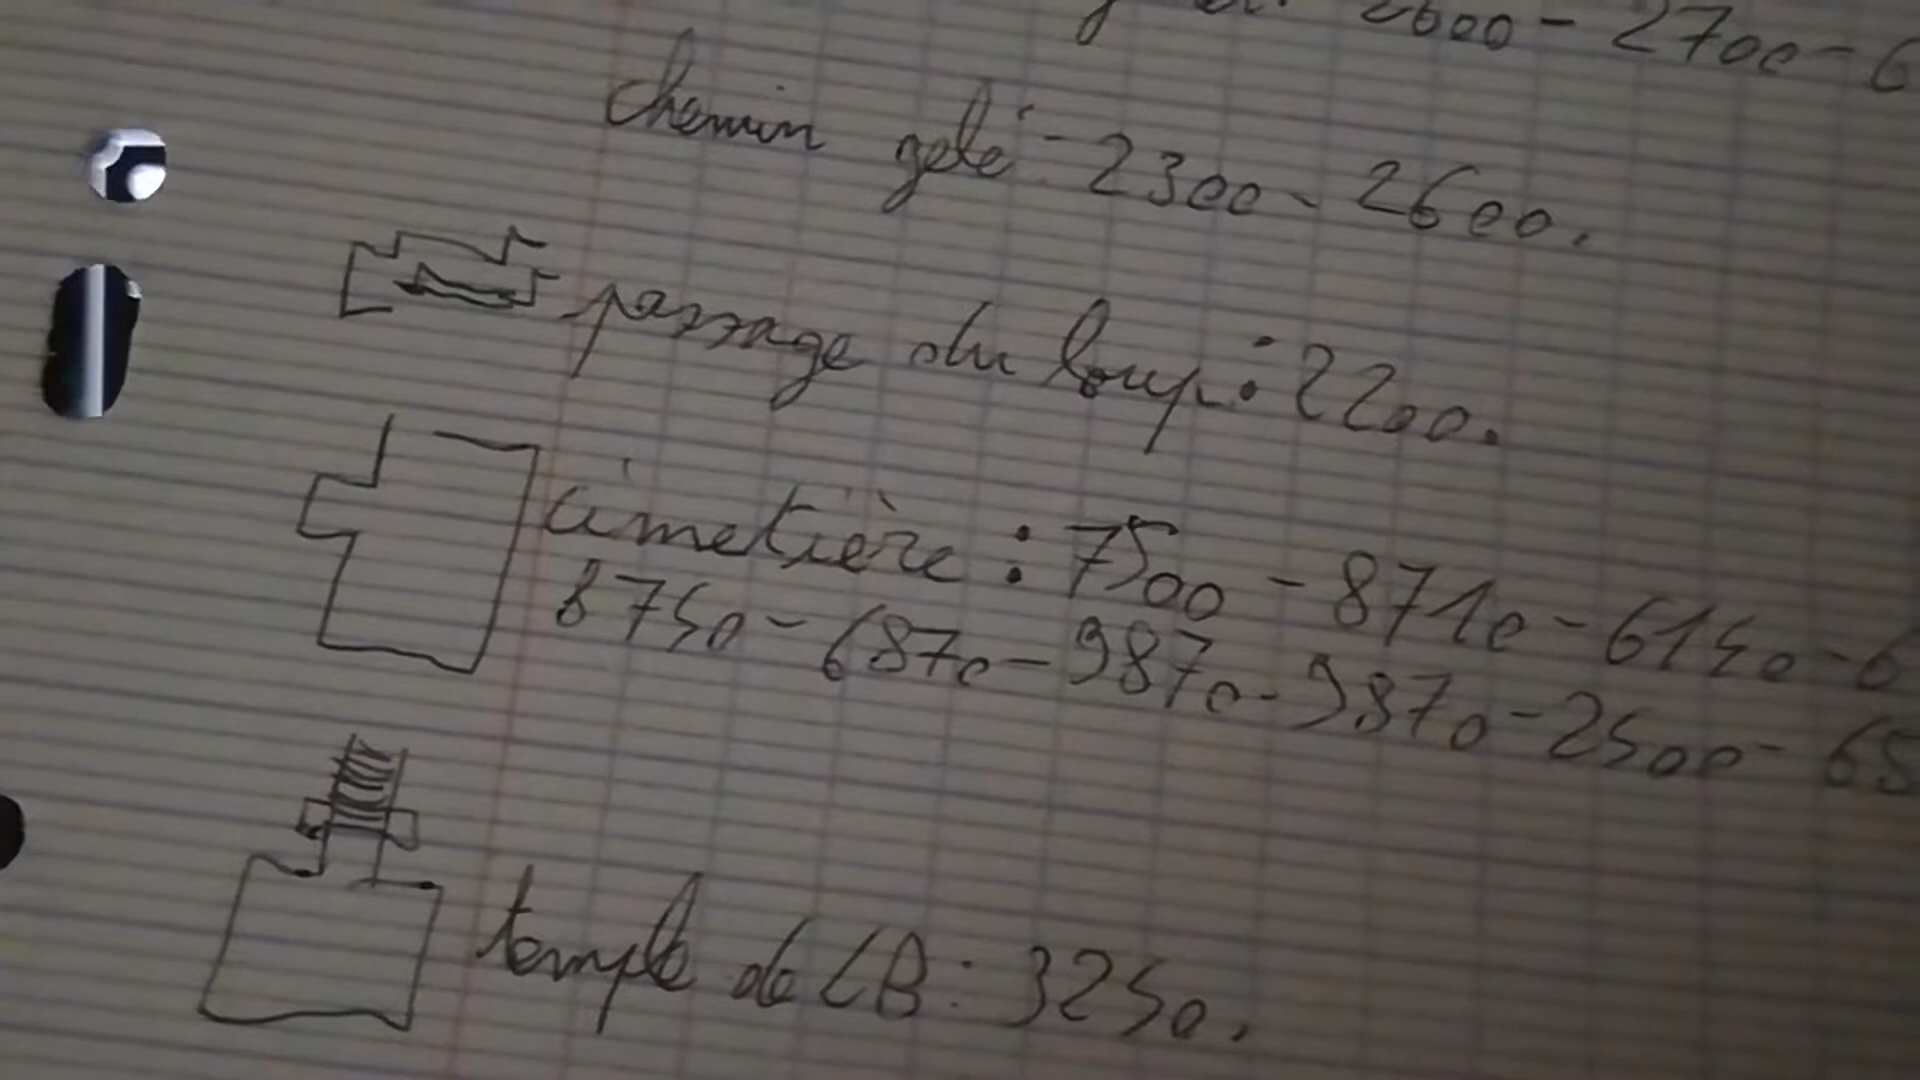 2600 - 2700 - 6
chemin gelé : 2300 - 2600.
passage du loup : 2200.
cimetière : 7500 - 8710 - 6150 - 6
8750 - 6870 - 9870 - 9870 - 2500 - 65
temple de LB : 3250.